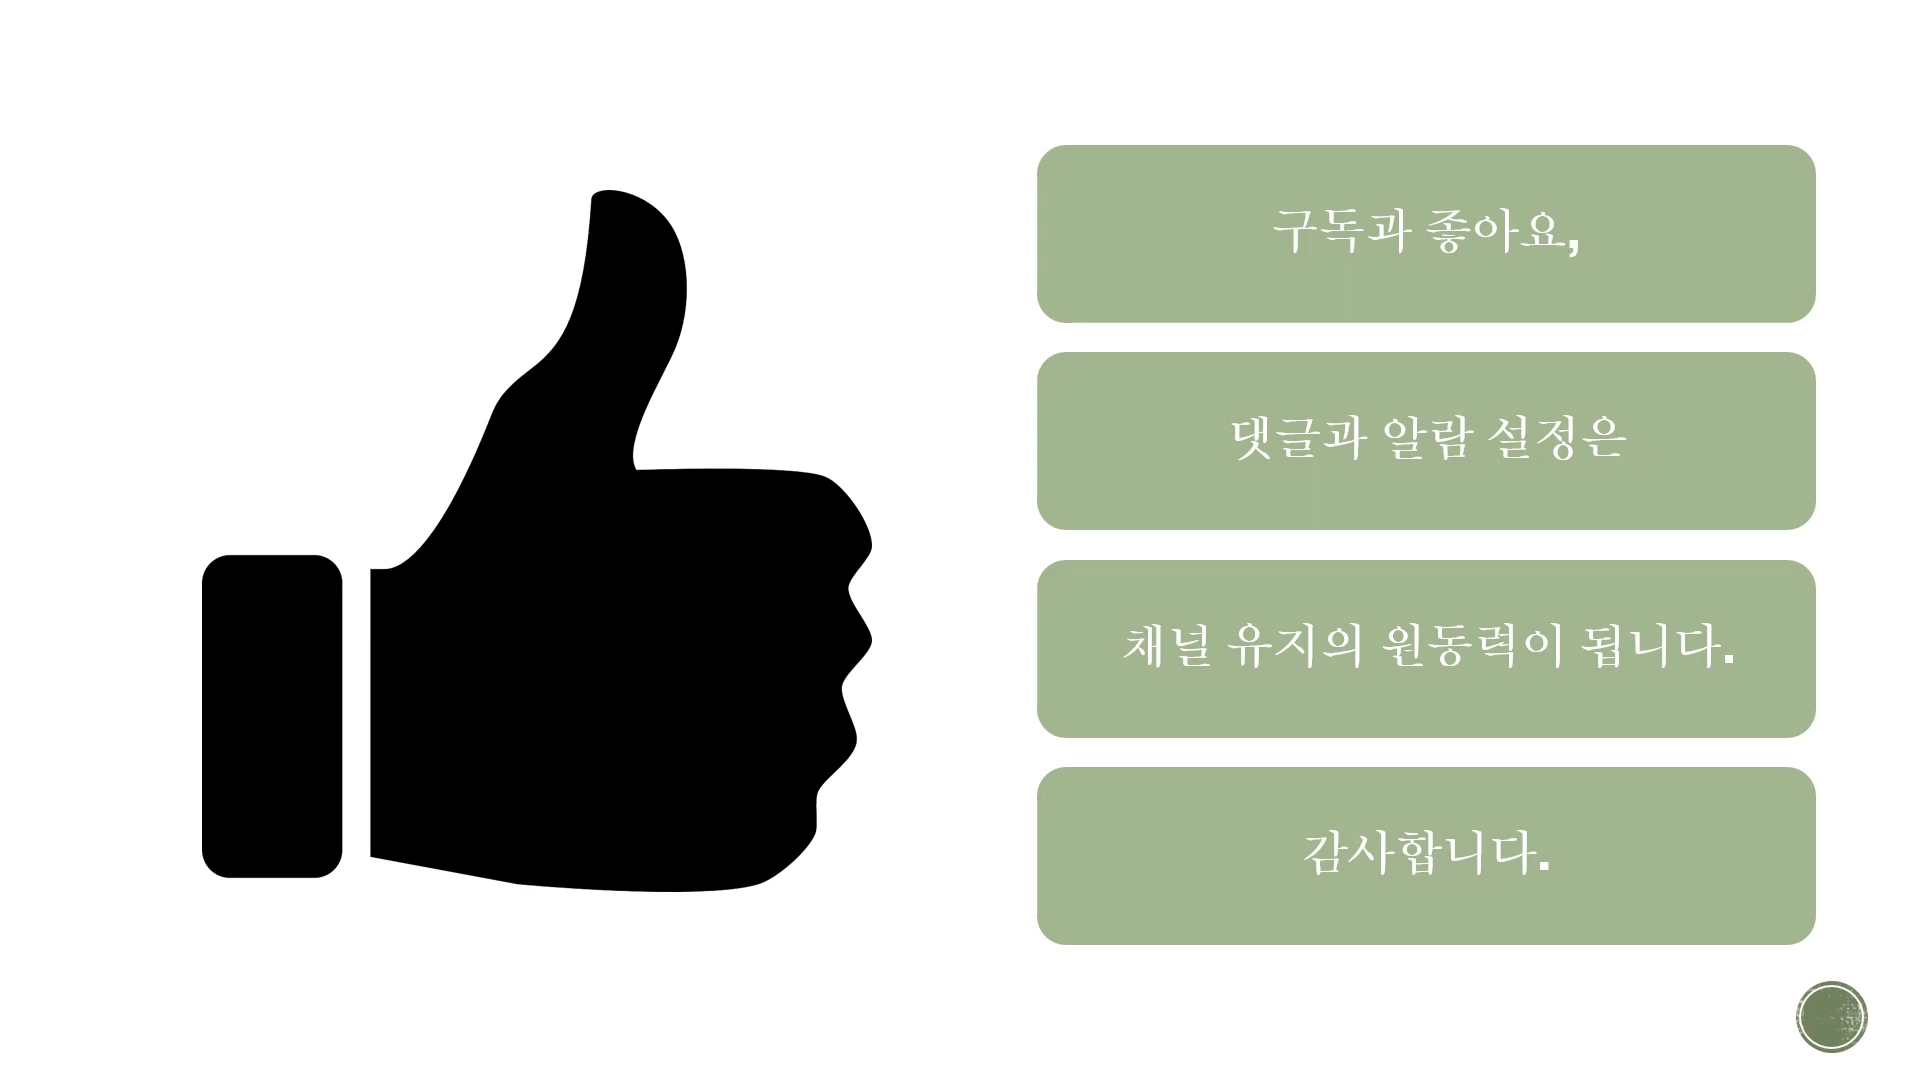 구독과 좋아요,
댓글과 알람 설정은
채널 유지의 원동력이 됩니다.
감사합니다.